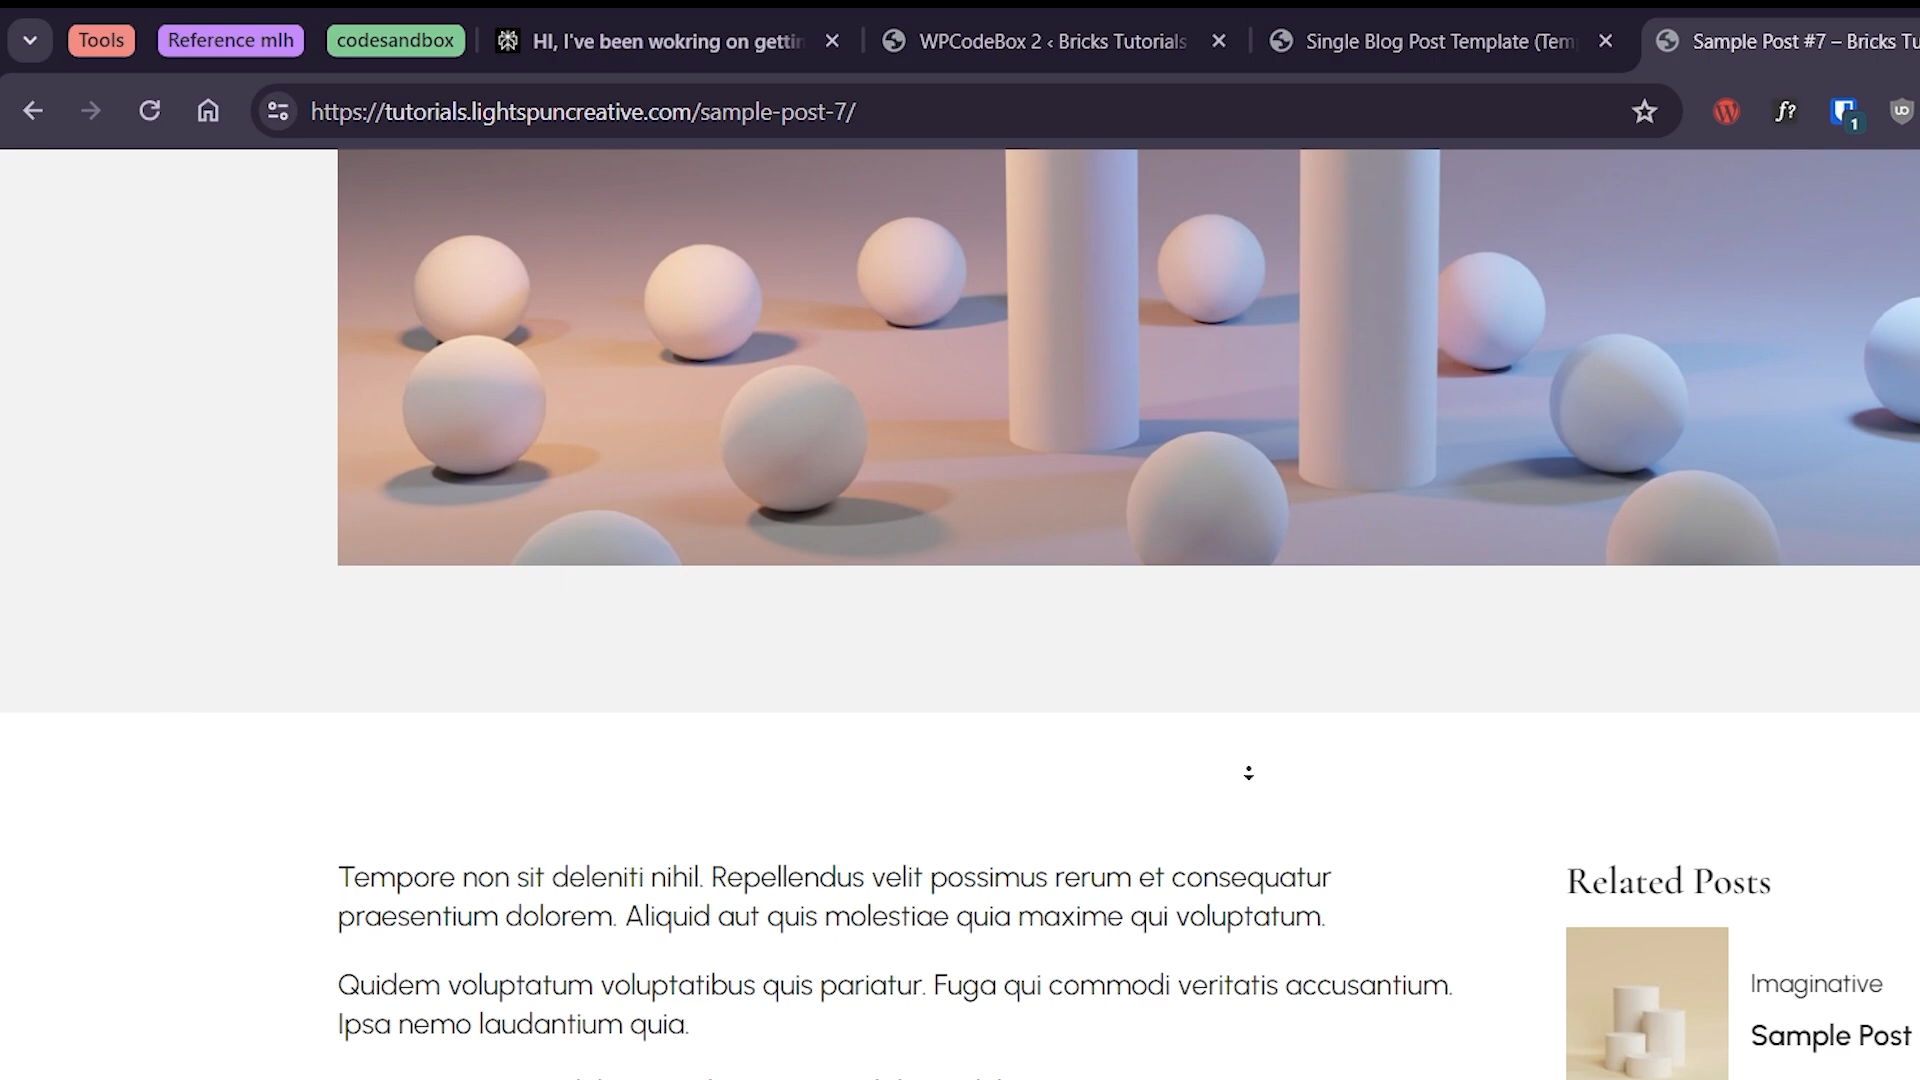 Tools
Reference mlh
codesandbox
HI, I've been wokring on gettin
WPCodeBox 2 ‹ Bricks Tutorials
Single Blog Post Template (Tem
Sample Post #7 – Bricks Tu
https://tutorials.lightspuncreative.com/sample-post-7/
f?
1
Tempore non sit deleniti nihil. Repellendus velit possimus rerum et consequatur
praesentium dolorem. Aliquid aut quis molestiae quia maxime qui voluptatum.
Quidem voluptatum voluptatibus quis pariatur. Fuga qui commodi veritatis accusantium.
Ipsa nemo laudantium quia.
Related Posts
Imaginative
Sample Post